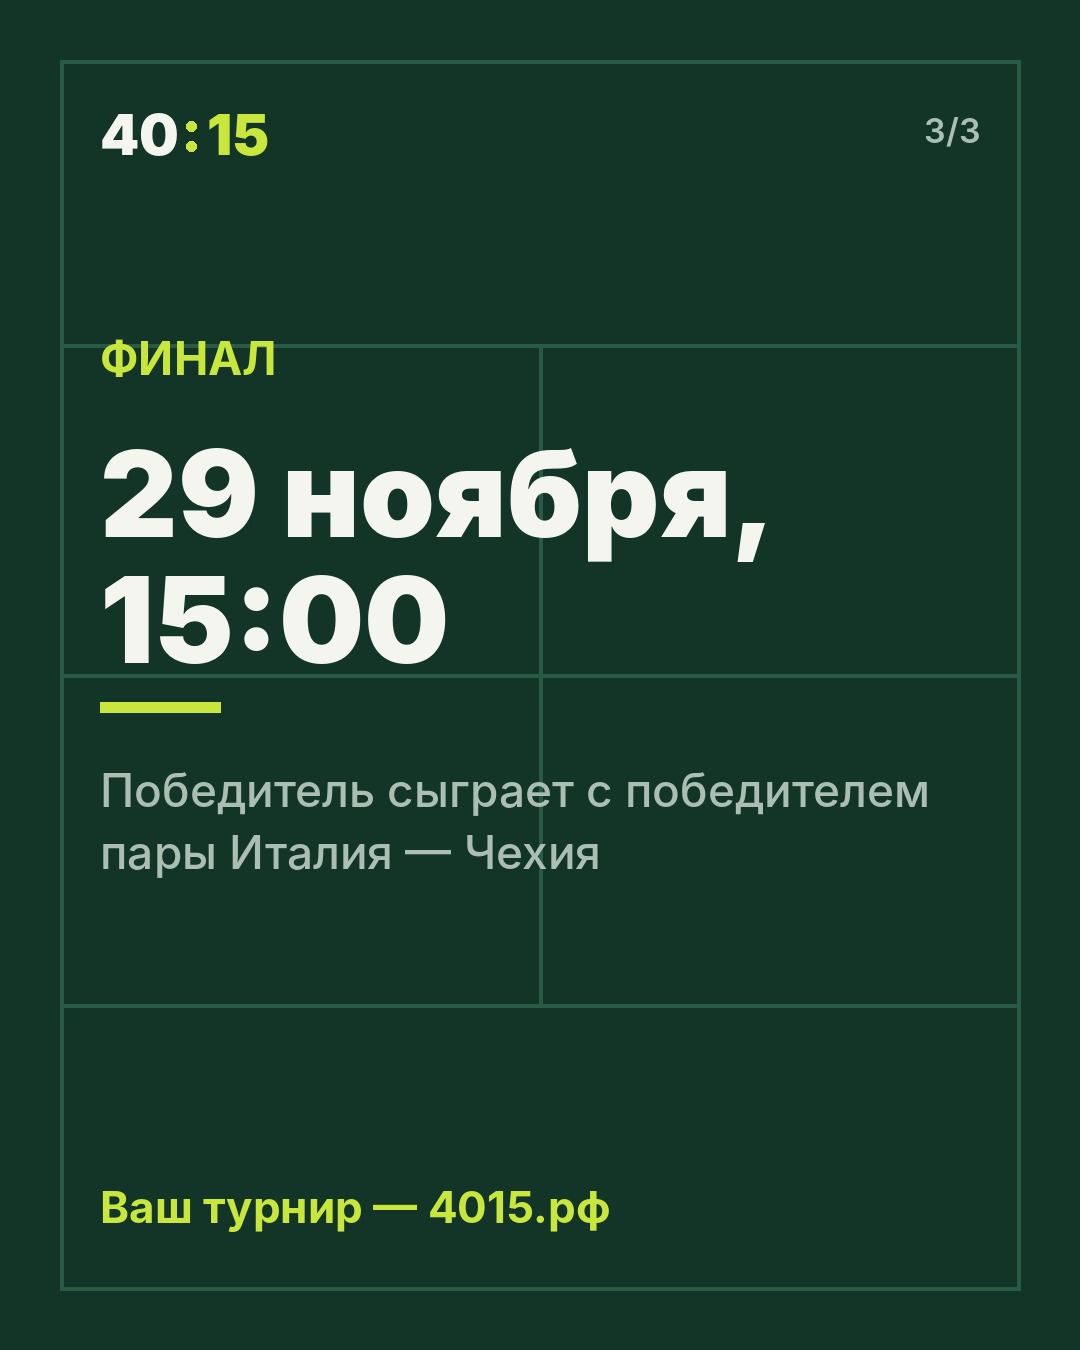 40:15
3/3
ФИНАЛ
29 ноября,
15:00
Победитель сыграет с победителем
пары Италия — Чехия
Ваш турнир — 4015.рф